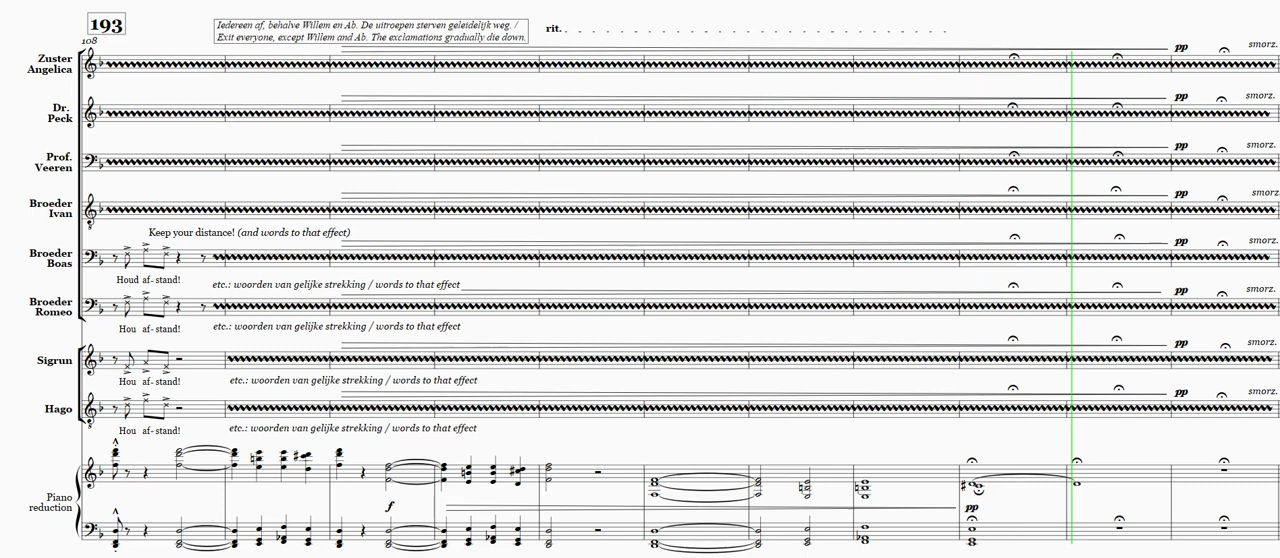 193
Iedereen af, behalve Willem en Ab. De uitroepen sterven geleidelijk weg. /
Exit everyone, except Willem and Ab. The exclamations gradually die down.
rit.
108
Zuster
Angelica
pp
smorz.
Dr.
Peck
pp
smorz.
Prof.
Veeren
pp
smorz.
Broeder
Ivan
pp
smorz.
Keep your distance! (and words to that effect)
Broeder
Boas
pp
smorz.
Houd af-stand!
etc.: woorden van gelijke strekking / words to that effect
Broeder
Romeo
pp
smorz.
Hou af-stand!
etc.: woorden van gelijke strekking / words to that effect
Sigrun
pp
smorz.
Hou af-stand!
etc.: woorden van gelijke strekking / words to that effect
Hago
pp
smorz.
Hou af-stand!
etc.: woorden van gelijke strekking / words to that effect
Piano
reduction
f
pp